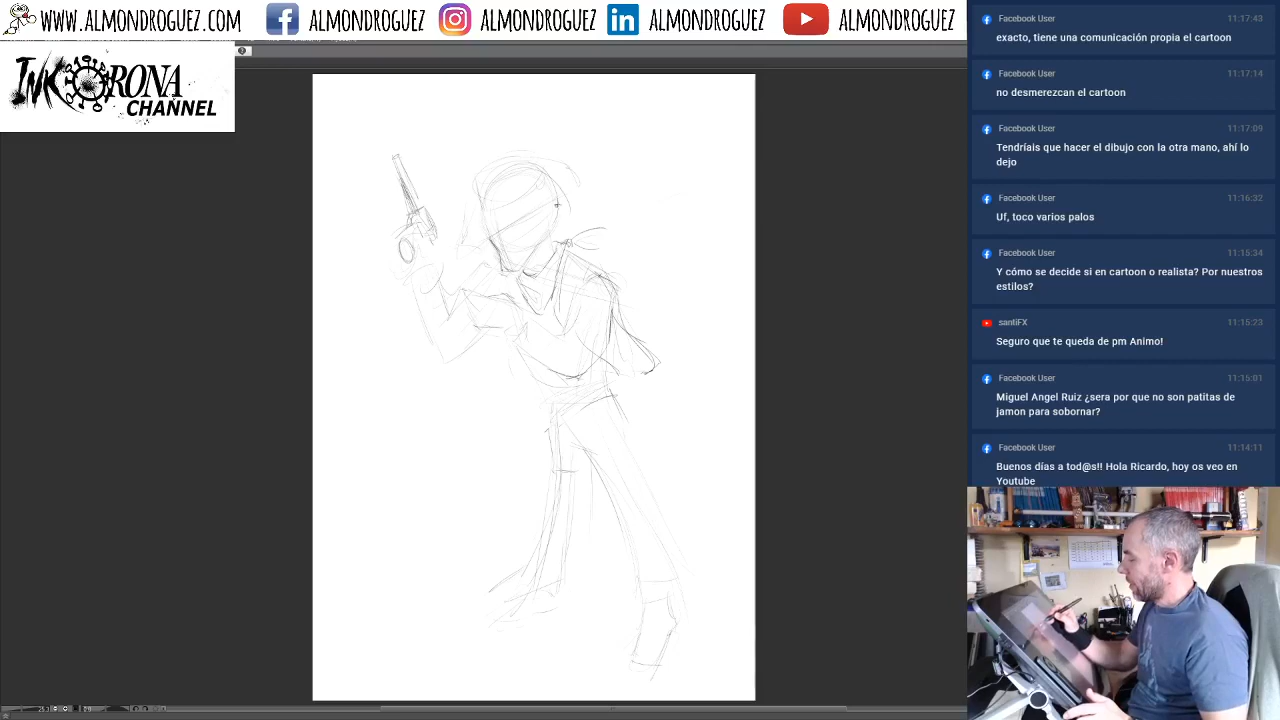 WWW.ALMONDROGUEZ.COM
ALMONDROGUEZ
ALMONDROGUEZ
ALMONDROGUEZ
ALMONDROGUEZ
INKORONA
CHANNEL
Facebook User 11:17:43
exacto, tiene una comunicación propia el cartoon
Facebook User 11:17:14
no desmerezcan el cartoon
Facebook User 11:17:09
Tendríais que hacer el dibujo con la otra mano, ahí lo
dejo
Facebook User 11:16:32
Uf, toco varios palos
Facebook User 11:15:34
Y cómo se decide si en cartoon o realista? Por nuestros
estilos?
santiFX 11:15:23
Seguro que te queda de pm Animo!
Facebook User 11:15:01
Miguel Angel Ruiz ¿sera por que no son patitas de
jamon para sobornar?
Facebook User 11:14:11
Buenos días a tod@s!! Hola Ricardo, hoy os veo en
Youtube